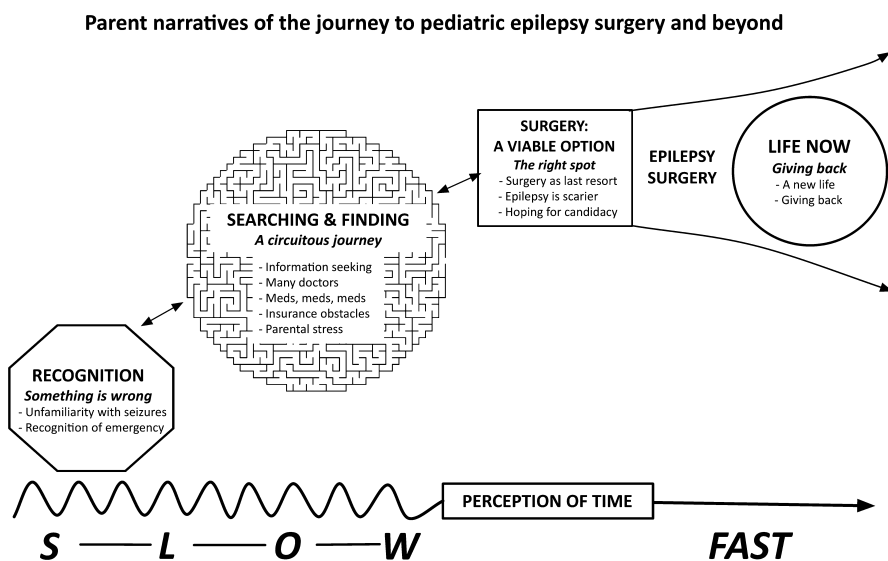 Parent narratives of the journey to pediatric epilepsy surgery and beyond
RECOGNITION
Something is wrong
- Unfamiliarity with seizures
- Recognition of emergency
SEARCHING & FINDING
A circuitous journey
- Information seeking
- Many doctors
- Meds, meds, meds
- Insurance obstacles
- Parental stress
SURGERY:
A VIABLE OPTION
The right spot
- Surgery as last resort
- Epilepsy is scarier
- Hoping for candidacy
EPILEPSY
SURGERY
LIFE NOW
Giving back
- A new life
- Giving back
PERCEPTION OF TIME
S L O W
FAST